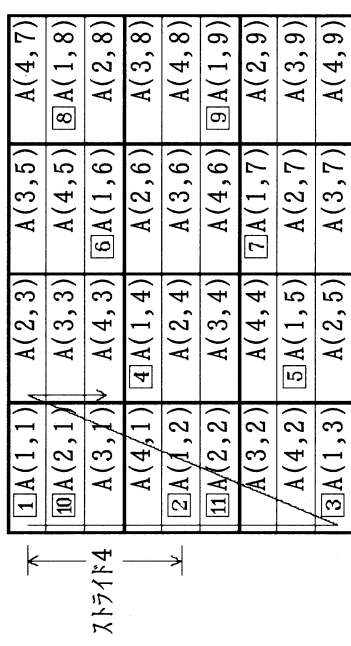 1 A(1,1) A(2,3) A(3,5) A(4,7)
10 A(2,1) A(3,3) A(4,5) 8 A(1,8)
A(3,1) A(4,3) 6 A(1,6) A(2,8)
ストライド4
A(4,1) 4 A(1,4) A(2,6) A(3,8)
2 A(1,2) A(2,4) A(3,6) A(4,8)
11 A(2,2) A(3,4) A(4,6) 9 A(1,9)
A(3,2) A(4,4) 7 A(1,7) A(2,9)
A(4,2) 5 A(1,5) A(2,7) A(3,9)
3 A(1,3) A(2,5) A(3,7) A(4,9)